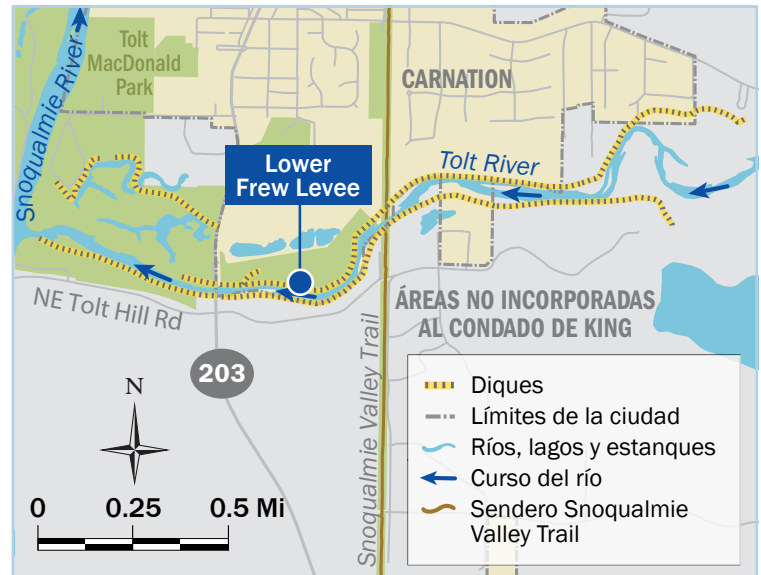 Tolt
MacDonald
Park
CARNATION
Snoqualmie River
Lower
Frew Levee
Tolt River
NE Tolt Hill Rd
ÁREAS NO INCORPORADAS
AL CONDADO DE KING
203
Snoqualmie Valley Trail
N
0 0.25 0.5 Mi
Diques
Límites de la ciudad
Ríos, lagos y estanques
Curso del río
Sendero Snoqualmie
Valley Trail